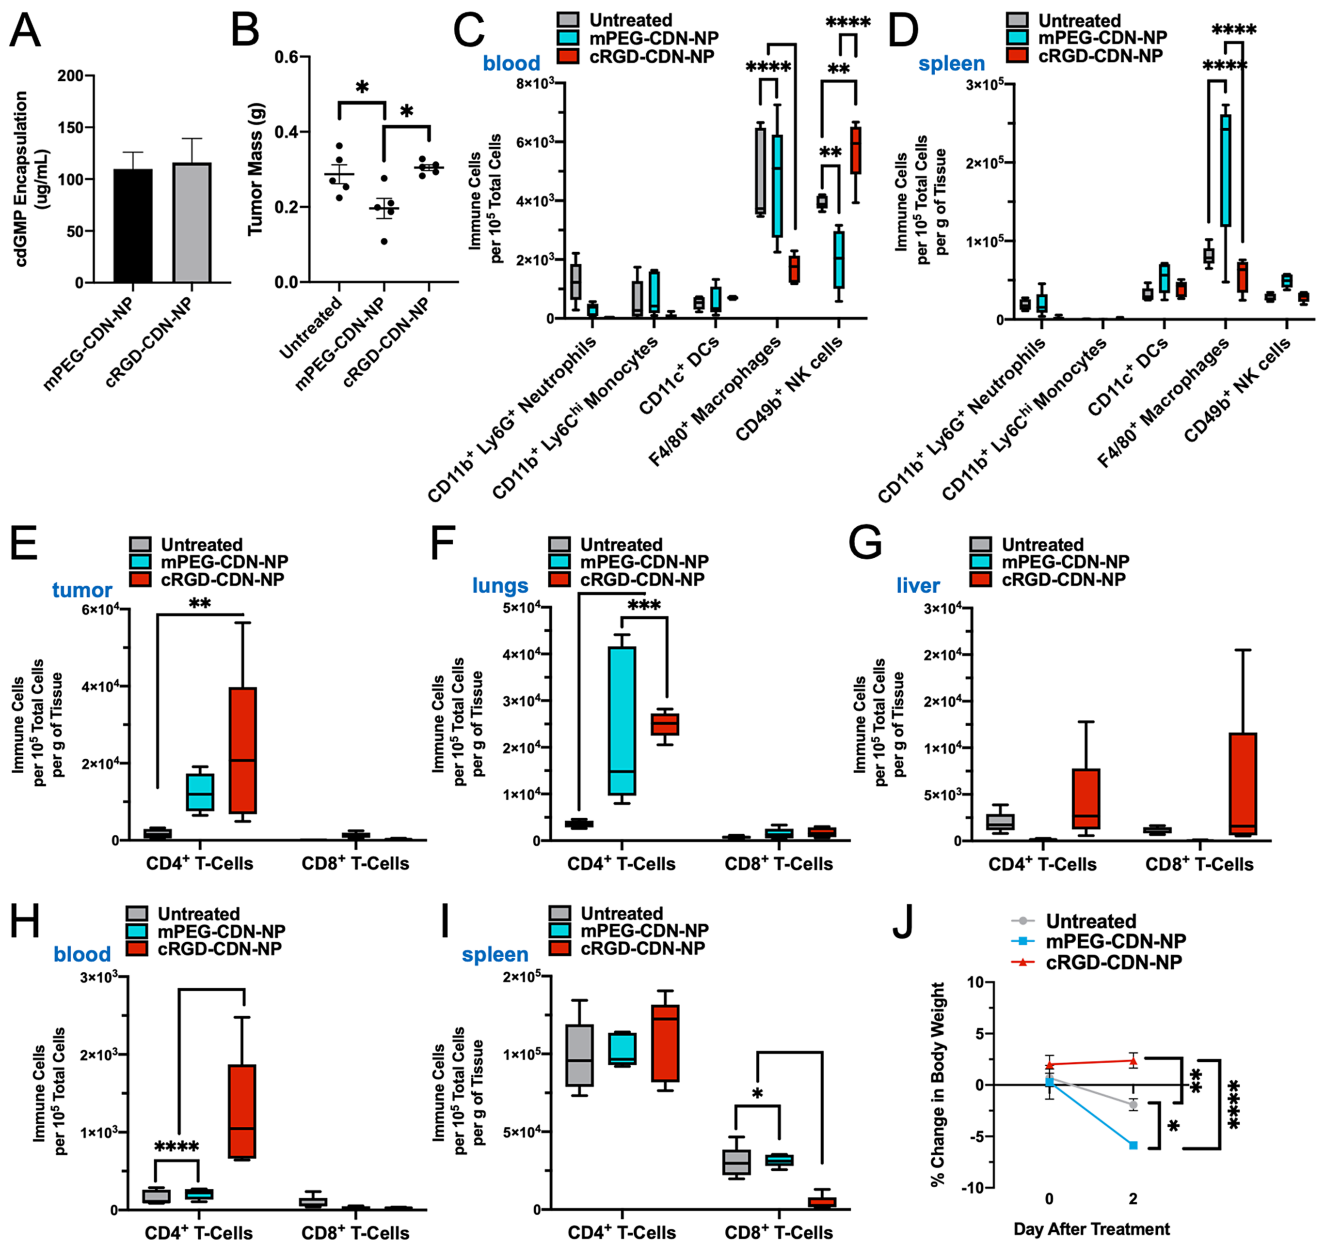 A
200
150
100
50
0
cdGMP Encapsulation
(ug/mL)
mPEG-CDN-NP
cRGD-CDN-NP
B
0.6
0.4
0.2
0.0
Tumor Mass (g)
*
*
Untreated
mPEG-CDN-NP
cRGD-CDN-NP
C
Untreated
mPEG-CDN-NP
cRGD-CDN-NP
blood
8×10³
6×10³
4×10³
2×10³
0
Immune Cells
per 10⁵ Total Cells
****
****
**
**
CD11b⁺ Ly6G⁺ Neutrophils
CD11b⁺ Ly6Cʰⁱ Monocytes
CD11c⁺ DCs
F4/80⁺ Macrophages
CD49b⁺ NK cells
D
Untreated
mPEG-CDN-NP
cRGD-CDN-NP
spleen
3×10⁵
2×10⁵
1×10⁵
0
Immune Cells
per 10⁵ Total Cells
per g of Tissue
****
****
CD11b⁺ Ly6G⁺ Neutrophils
CD11b⁺ Ly6Cʰⁱ Monocytes
CD11c⁺ DCs
F4/80⁺ Macrophages
CD49b⁺ NK cells
E
Untreated
mPEG-CDN-NP
cRGD-CDN-NP
tumor
6×10⁴
4×10⁴
2×10⁴
0
Immune Cells
per 10⁵ Total Cells
per g of Tissue
**
CD4⁺ T-Cells
CD8⁺ T-Cells
F
Untreated
mPEG-CDN-NP
cRGD-CDN-NP
lungs
5×10⁴
4×10⁴
3×10⁴
2×10⁴
1×10⁴
0
Immune Cells
per 10⁵ Total Cells
per g of Tissue
***
CD4⁺ T-Cells
CD8⁺ T-Cells
G
Untreated
mPEG-CDN-NP
cRGD-CDN-NP
liver
3×10⁴
2×10⁴
2×10⁴
1×10⁴
5×10³
0
Immune Cells
per 10⁵ Total Cells
per g of Tissue
CD4⁺ T-Cells
CD8⁺ T-Cells
H
Untreated
mPEG-CDN-NP
cRGD-CDN-NP
blood
3×10³
2×10³
1×10³
0
Immune Cells
per 10⁵ Total Cells
****
CD4⁺ T-Cells
CD8⁺ T-Cells
I
Untreated
mPEG-CDN-NP
cRGD-CDN-NP
spleen
2×10⁵
1×10⁵
5×10⁴
0
Immune Cells
per 10⁵ Total Cells
per g of Tissue
*
CD4⁺ T-Cells
CD8⁺ T-Cells
J
Untreated
mPEG-CDN-NP
cRGD-CDN-NP
10
5
0
-5
-10
% Change in Body Weight
**
*
****
0
2
Day After Treatment